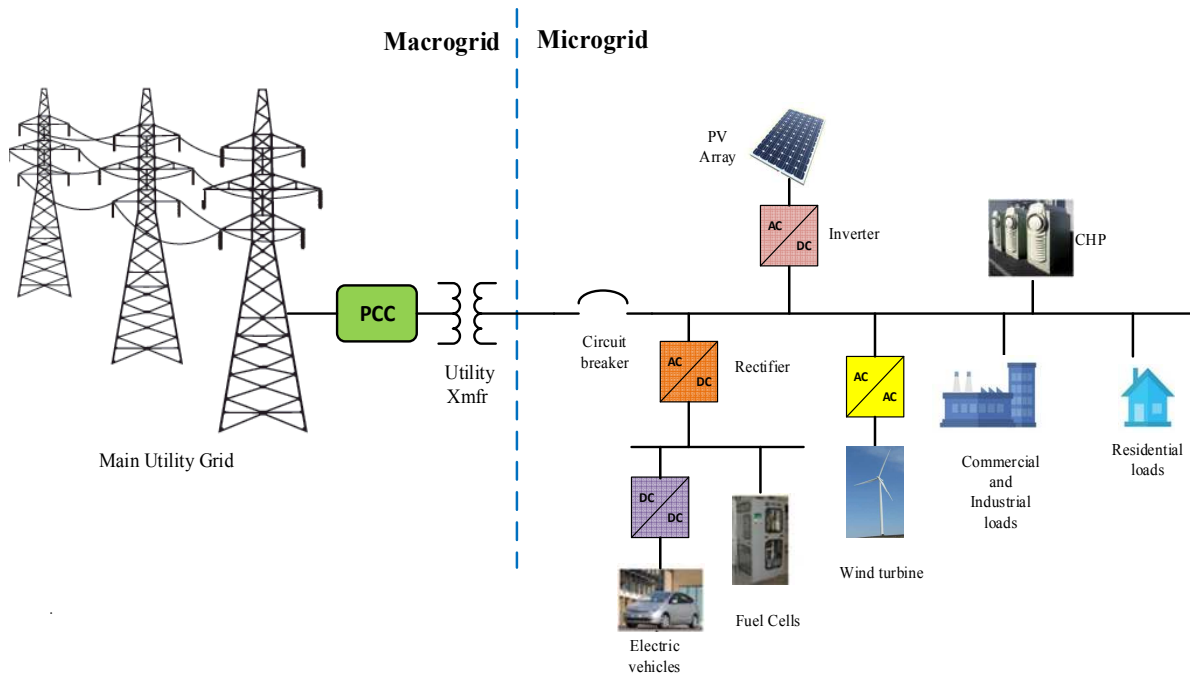 Macrogrid
Microgrid
PV
Array
AC
DC
Inverter
CHP
PCC
Utility
Xmfr
Circuit
breaker
AC
DC
Rectifier
AC
AC
Main Utility Grid
DC
DC
Electric
vehicles
Fuel Cells
Wind turbine
Commercial
and
Industrial
loads
Residential
loads
.